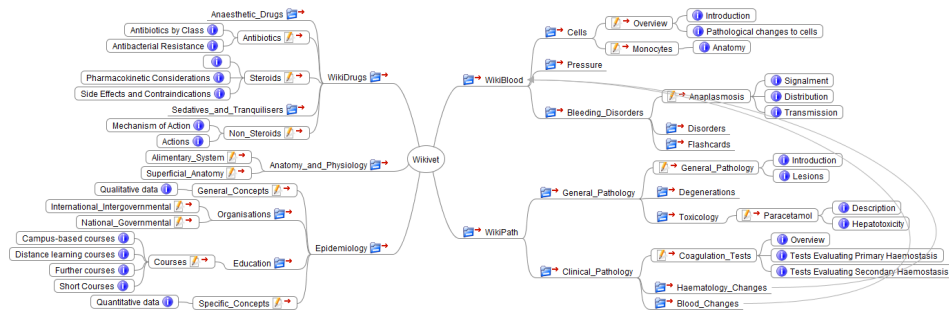 Anaesthetic_Drugs
Antibiotics by Class
Antibiotics
Antibacterial Resistance
Steroids
Pharmacokinetic Considerations
Side Effects and Contraindications
WikiDrugs
Sedatives_and_Tranquilisers
Mechanism of Action
Non_Steroids
Actions
Alimentary_System
Anatomy_and_Physiology
Superficial_Anatomy
Wikivet
Qualitative data
General_Concepts
International_Intergovernmental
Organisations
National_Governmental
Epidemiology
Campus-based courses
Distance learning courses
Courses
Education
Further courses
Short Courses
Quantitative data
Specific_Concepts
Introduction
Overview
Cells
Pathological changes to cells
Monocytes
Anatomy
Pressure
WikiBlood
Signalment
Anaplasmosis
Distribution
Bleeding_Disorders
Transmission
Disorders
Flashcards
Introduction
General_Pathology
Lesions
General_Pathology
Degenerations
Description
Toxicology
Paracetamol
Hepatotoxicity
WikiPath
Overview
Coagulation_Tests
Tests Evaluating Primary Haemostasis
Clinical_Pathology
Tests Evaluating Secondary Haemostasis
Haematology_Changes
Blood_Changes